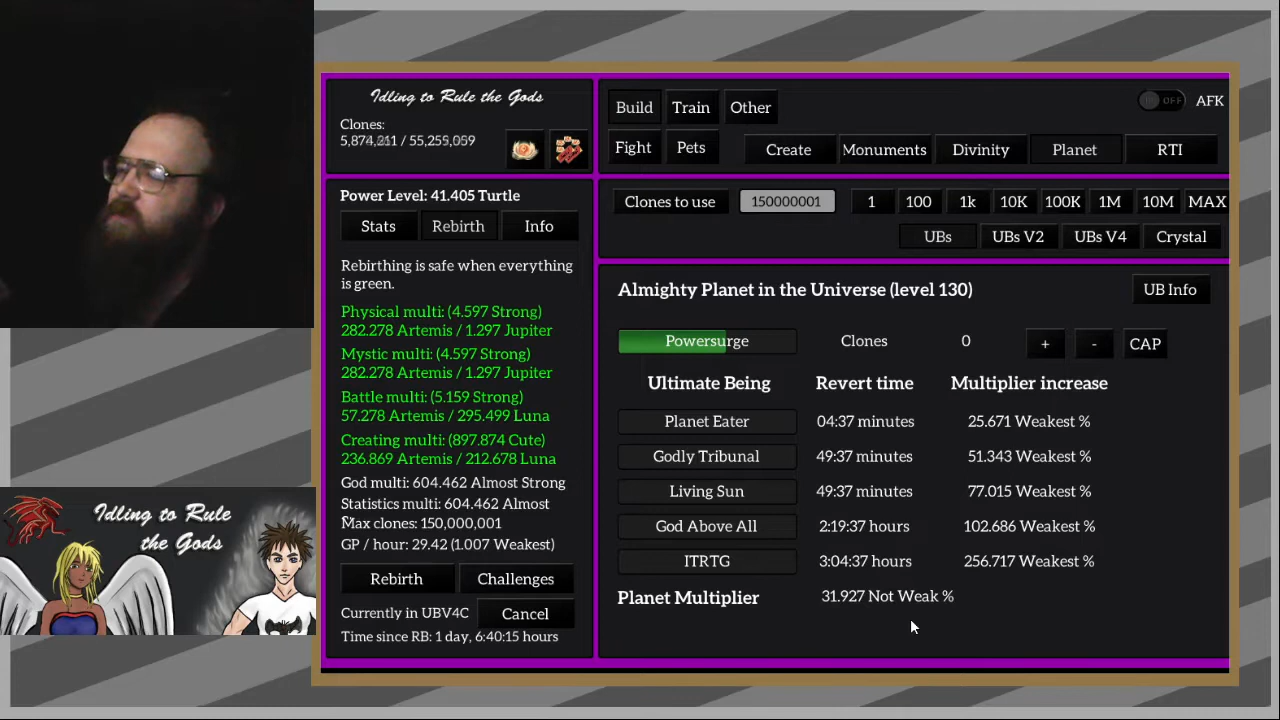 Idling to Rule the Gods
Clones:
/ 55,255,059
Build
Train
Other
OFF
AFK
Fight
Pets
Create
Monuments
Divinity
Planet
RTI
Power Level: 41.405 Turtle
Stats
Rebirth
Info
Clones to use
150000001
1
100
1k
10K
100K
1M
10M
MAX
UBs
UBs V2
UBs V4
Crystal
Rebirthing is safe when everything
is green.
Physical multi: (4.597 Strong)
282.278 Artemis / 1.297 Jupiter
Mystic multi: (4.597 Strong)
282.278 Artemis / 1.297 Jupiter
Battle multi: (5.159 Strong)
57.278 Artemis / 295.499 Luna
Creating multi: (897.874 Cute)
236.869 Artemis / 212.678 Luna
God multi: 604.462 Almost Strong
Statistics multi: 604.462 Almost
Max clones: 150,000,001
GP / hour: 29.42 (1.007 Weakest)
Rebirth
Challenges
Currently in UBV4C
Cancel
Time since RB: 1 day, 6:40:15 hours
Almighty Planet in the Universe (level 130)
UB Info
Powersurge
Clones
0
+
-
CAP
Ultimate Being
Revert time
Multiplier increase
Planet Eater
04:37 minutes
25.671 Weakest %
Godly Tribunal
49:37 minutes
51.343 Weakest %
Living Sun
49:37 minutes
77.015 Weakest %
God Above All
2:19:37 hours
102.686 Weakest %
ITRTG
3:04:37 hours
256.717 Weakest %
Planet Multiplier
31.927 Not Weak %
Idling to Rule
the Gods